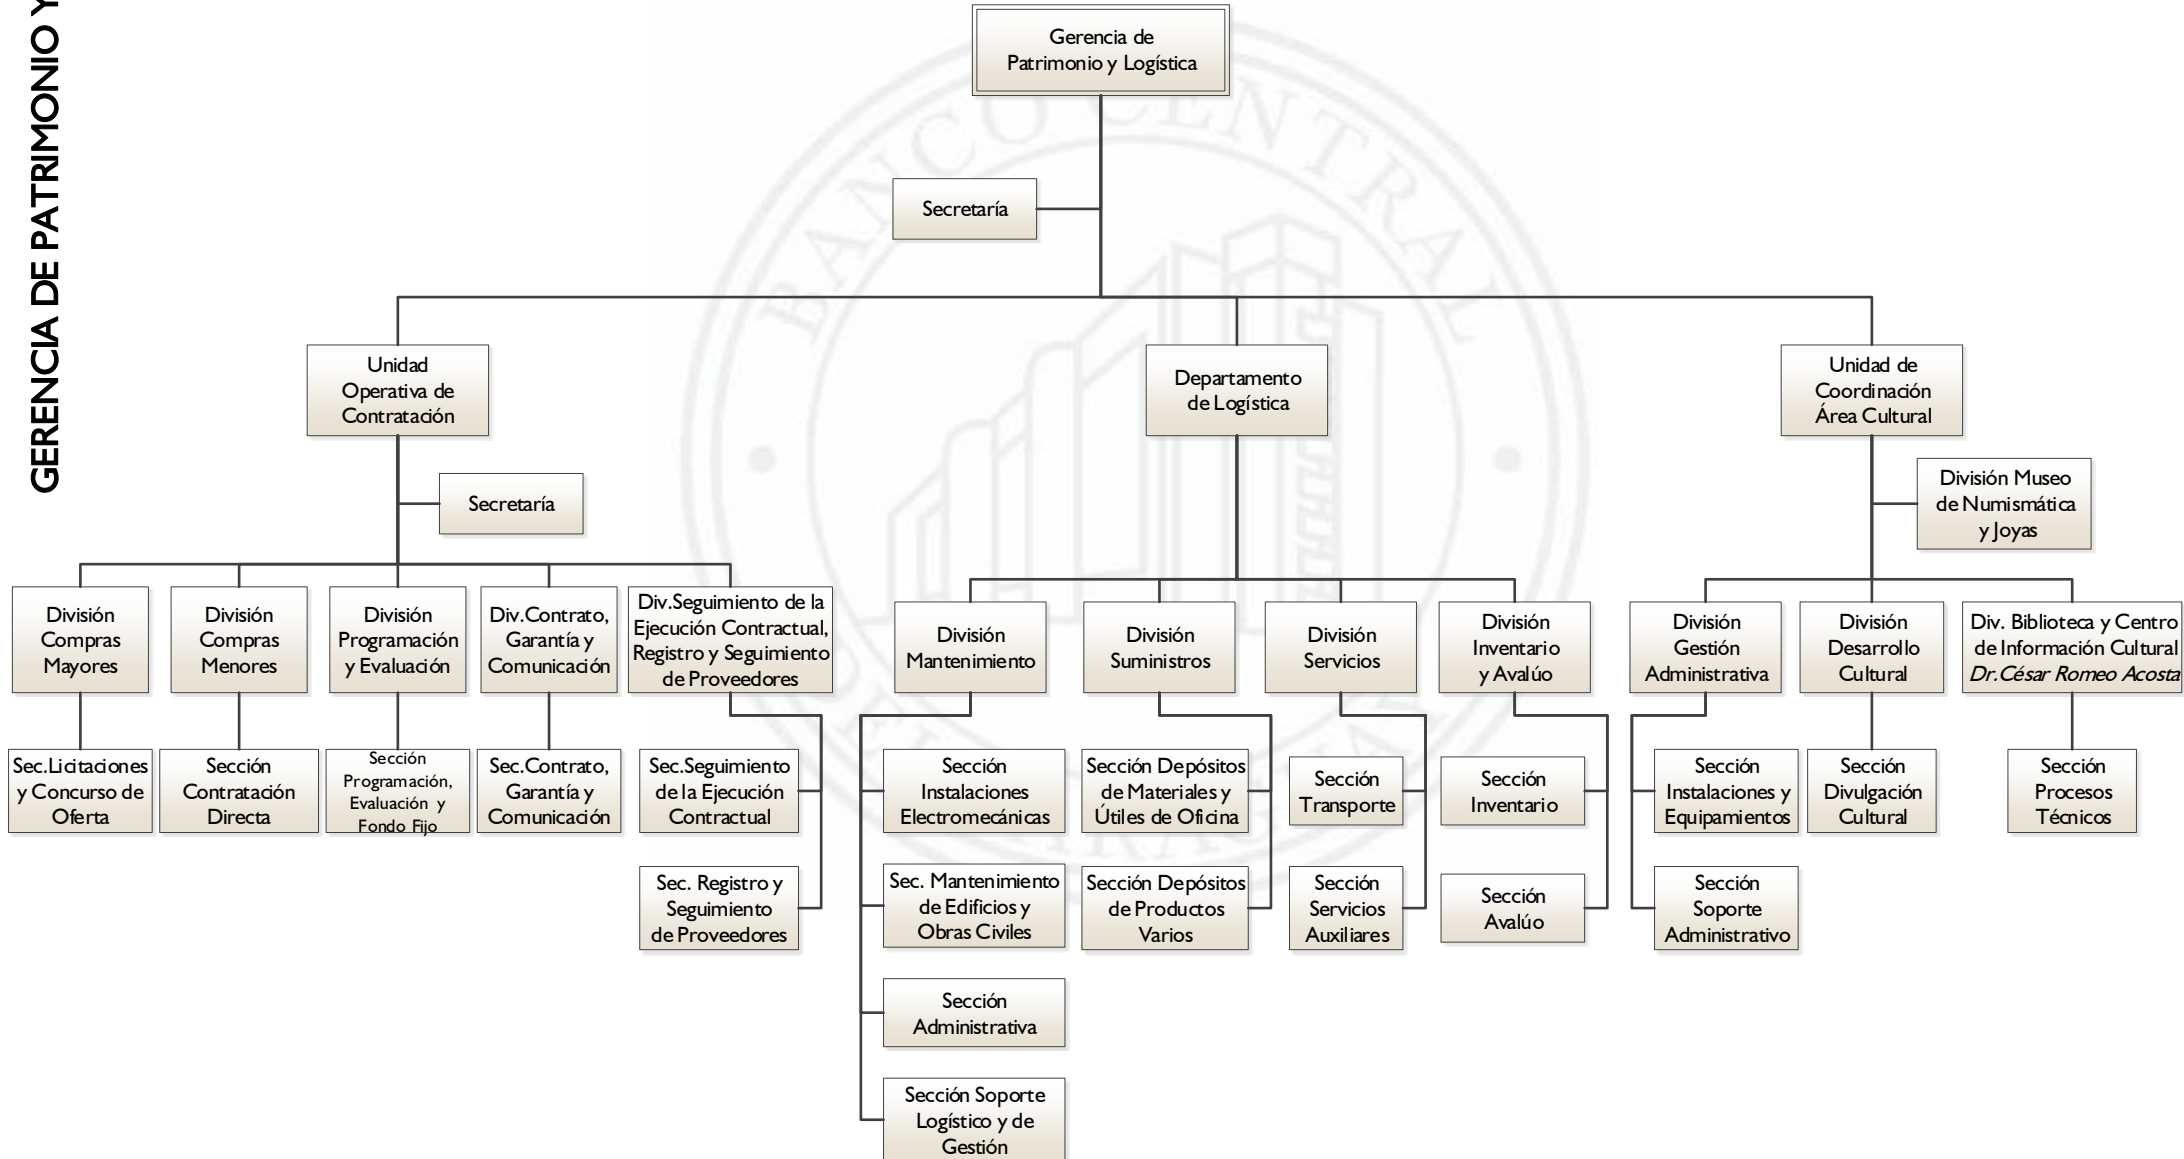 GERENCIA DE PATRIMONIO Y
Gerencia de
Patrimonio y Logística
BANCO CENTRAL
Secretaría
Unidad
Operativa de
Contratación
Departamento
de Logística
Unidad de
Coordinación
Área Cultural
Secretaría
División Museo
de Numismática
y Joyas
División
Compras
Mayores
División
Compras
Menores
División
Programación
y Evaluación
Div.Contrato,
Garantía y
Comunicación
Div.Seguimiento de la
Ejecución Contractual,
Registro y Seguimiento
de Proveedores
División
Mantenimiento
División
Suministros
División
Servicios
División
Inventario
y Avalúo
División
Gestión
Administrativa
División
Desarrollo
Cultural
Div. Biblioteca y Centro
de Información Cultural
Dr.César Romeo Acosta
Sec.Licitaciones
y Concurso de
Oferta
Sección
Contratación
Directa
Sección
Programación,
Evaluación y
Fondo Fijo
Sec.Contrato,
Garantía y
Comunicación
Sec.Seguimiento
de la Ejecución
Contractual
Sección
Instalaciones
Electromecánicas
Sección Depósitos
de Materiales y
Útiles de Oficina
Sección
Transporte
Sección
Inventario
Sección
Instalaciones y
Equipamientos
Sección
Divulgación
Cultural
Sección
Procesos
Técnicos
Sec. Registro y
Seguimiento
de Proveedores
Sec. Mantenimiento
de Edificios y
Obras Civiles
Sección Depósitos
de Productos
Varios
Sección
Servicios
Auxiliares
Sección
Avalúo
Sección
Soporte
Administrativo
Sección
Administrativa
Sección Soporte
Logístico y de
Gestión